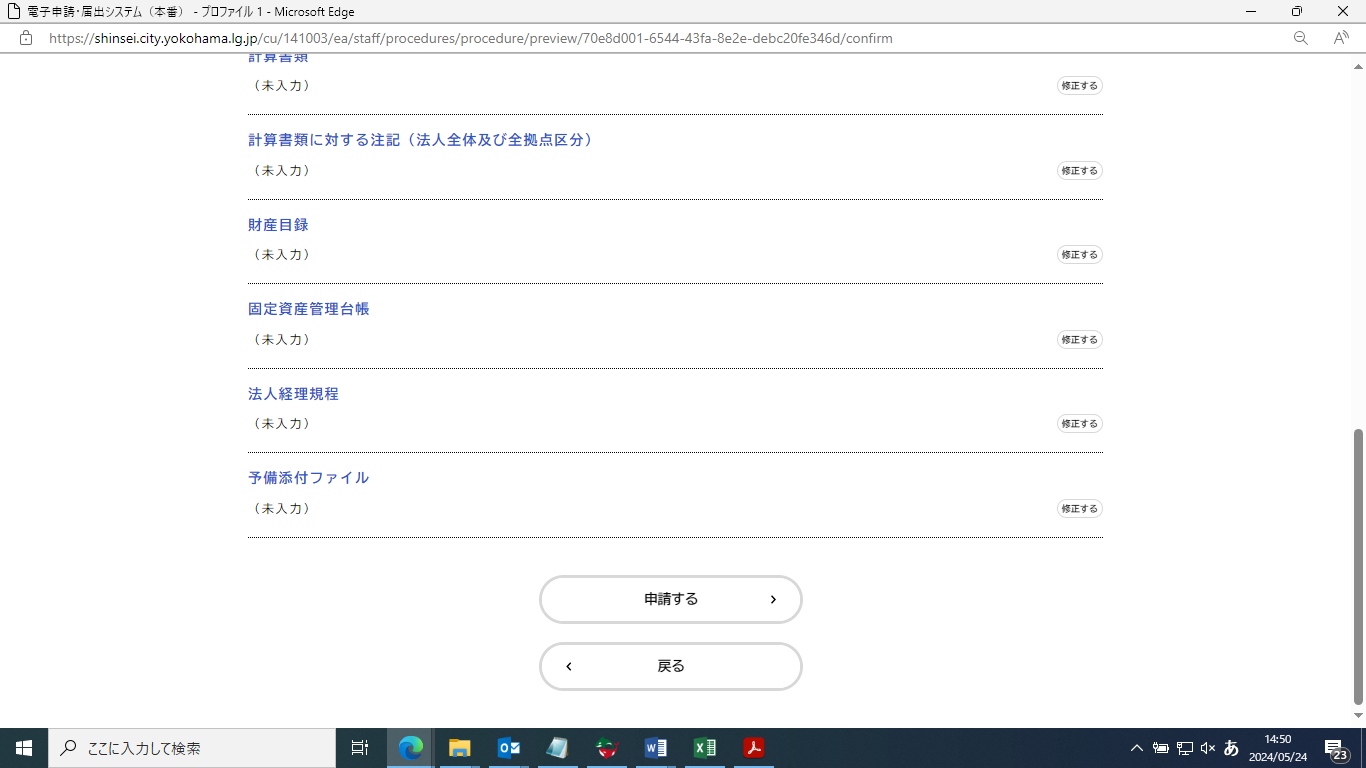 電子申請・届出システム（本番） - プロファイル 1 - Microsoft Edge
https://shinsei.city.yokohama.lg.jp/cu/141003/ea/staff/procedures/procedure/preview/70e8d001-6544-43fa-8e2e-debc20fe346d/confirm
計算書類
（未入力）
修正する
計算書類に対する注記（法人全体及び全拠点区分）
（未入力）
修正する
財産目録
（未入力）
修正する
固定資産管理台帳
（未入力）
修正する
法人経理規程
（未入力）
修正する
予備添付ファイル
（未入力）
修正する
申請する
戻る
ここに入力して検索
あ
14:50
2024/05/24
23